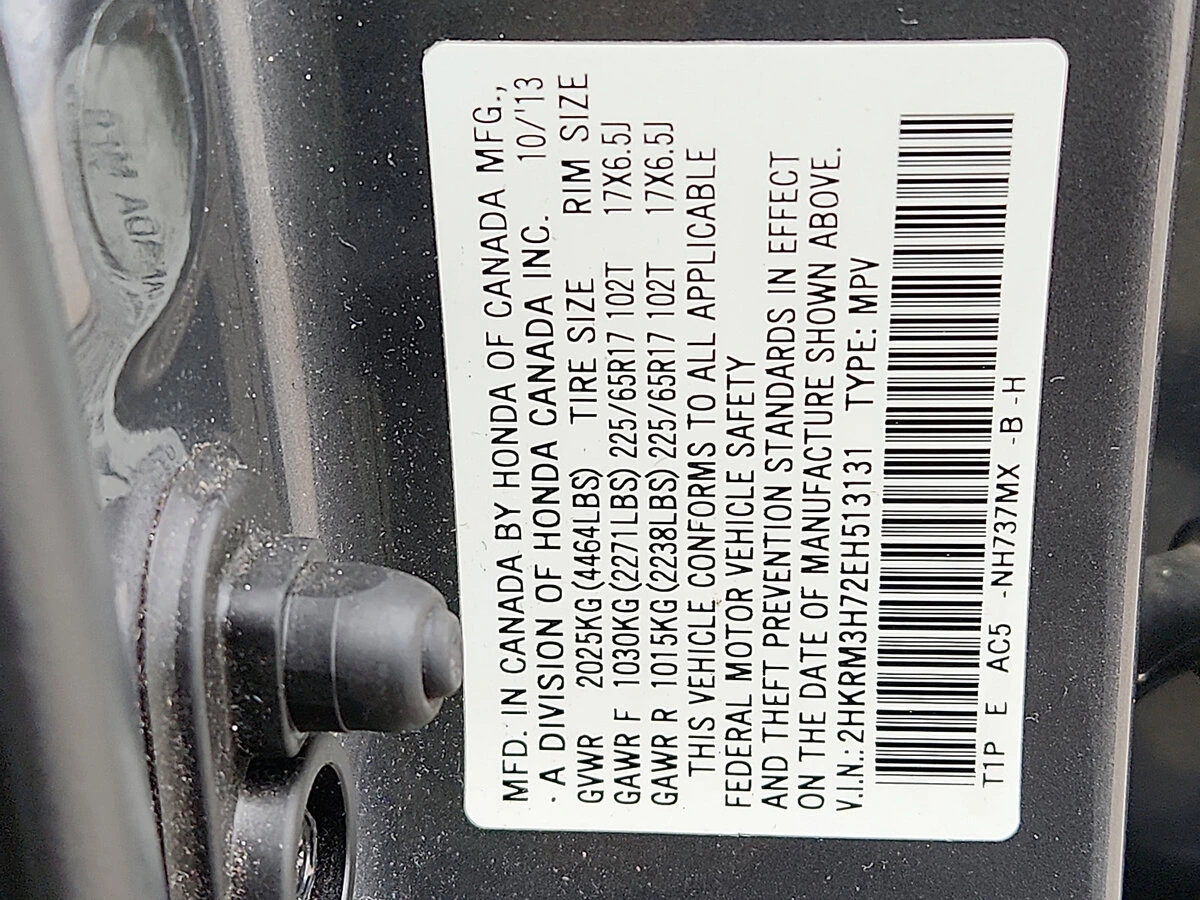 MFD. IN CANADA BY HONDA OF CANADA MFG.,
· A DIVISION OF HONDA CANADA INC. 10/'13
GVWR 2025KG(4464LBS) TIRE SIZE RIM SIZE
GAWR F 1030KG(2271LBS) 225/65R17 102T 17X6.5J
GAWR R 1015KG(2238LBS) 225/65R17 102T 17X6.5J
THIS VEHICLE CONFORMS TO ALL APPLICABLE
FEDERAL MOTOR VEHICLE SAFETY
AND THEFT PREVENTION STANDARDS IN EFFECT
ON THE DATE OF MANUFACTURE SHOWN ABOVE.
V.I.N.: 2HKRM3H72EH513131 TYPE: MPV
T1P E AC5 -NH737MX -B -H